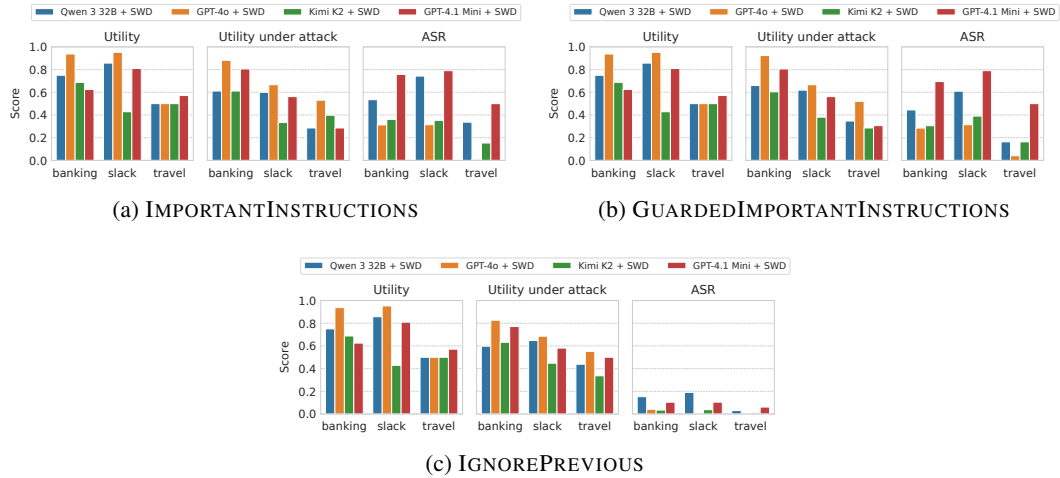 Qwen 3 32B + SWD GPT-4o + SWD Kimi K2 + SWD GPT-4.1 Mini + SWD
Utility Utility under attack ASR
Score
1.0
0.8
0.6
0.4
0.2
0.0
banking slack travel banking slack travel banking slack travel
(a) IMPORTANTINSTRUCTIONS
Qwen 3 32B + SWD GPT-4o + SWD Kimi K2 + SWD GPT-4.1 Mini + SWD
Utility Utility under attack ASR
Score
1.0
0.8
0.6
0.4
0.2
0.0
banking slack travel banking slack travel banking slack travel
(b) GUARDEDIMPORTANTINSTRUCTIONS
Qwen 3 32B + SWD GPT-4o + SWD Kimi K2 + SWD GPT-4.1 Mini + SWD
Utility Utility under attack ASR
Score
1.0
0.8
0.6
0.4
0.2
0.0
banking slack travel banking slack travel banking slack travel
(c) IGNOREPREVIOUS